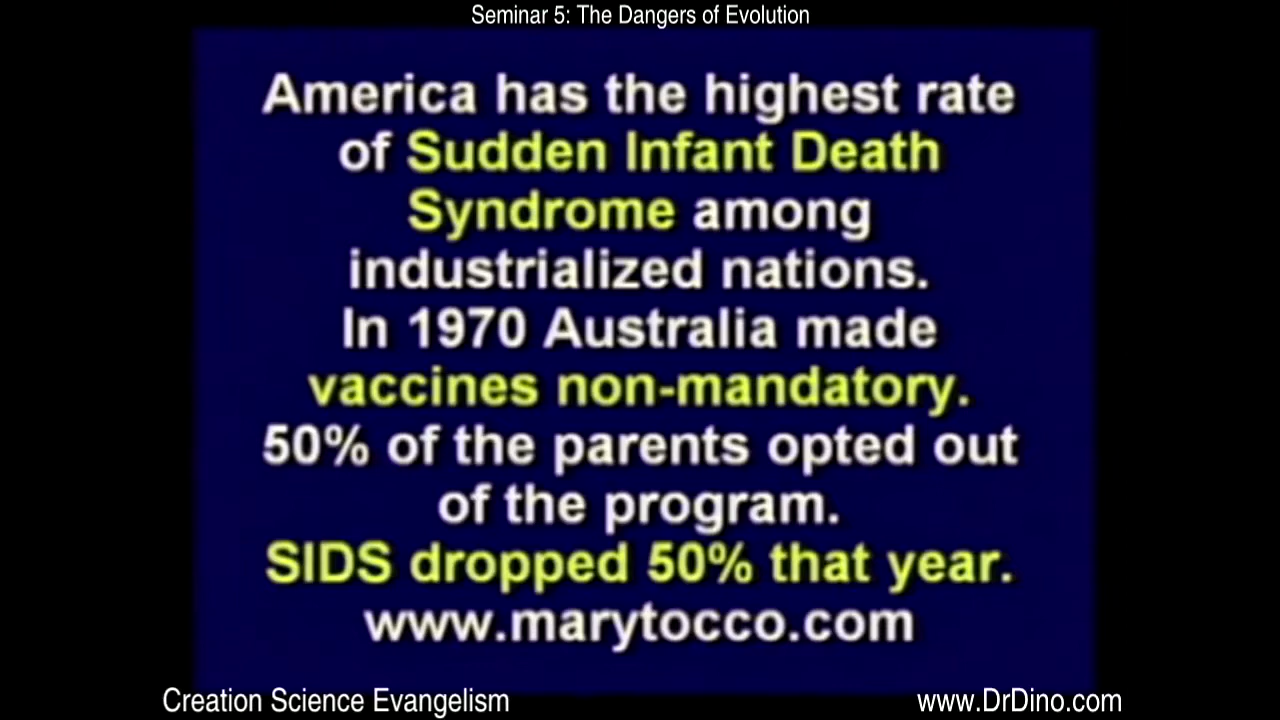 Seminar 5: The Dangers of Evolution
America has the highest rate
of Sudden Infant Death
Syndrome among
industrialized nations.
In 1970 Australia made
vaccines non-mandatory.
50% of the parents opted out
of the program.
SIDS dropped 50% that year.
www.marytocco.com
Creation Science Evangelism
www.DrDino.com